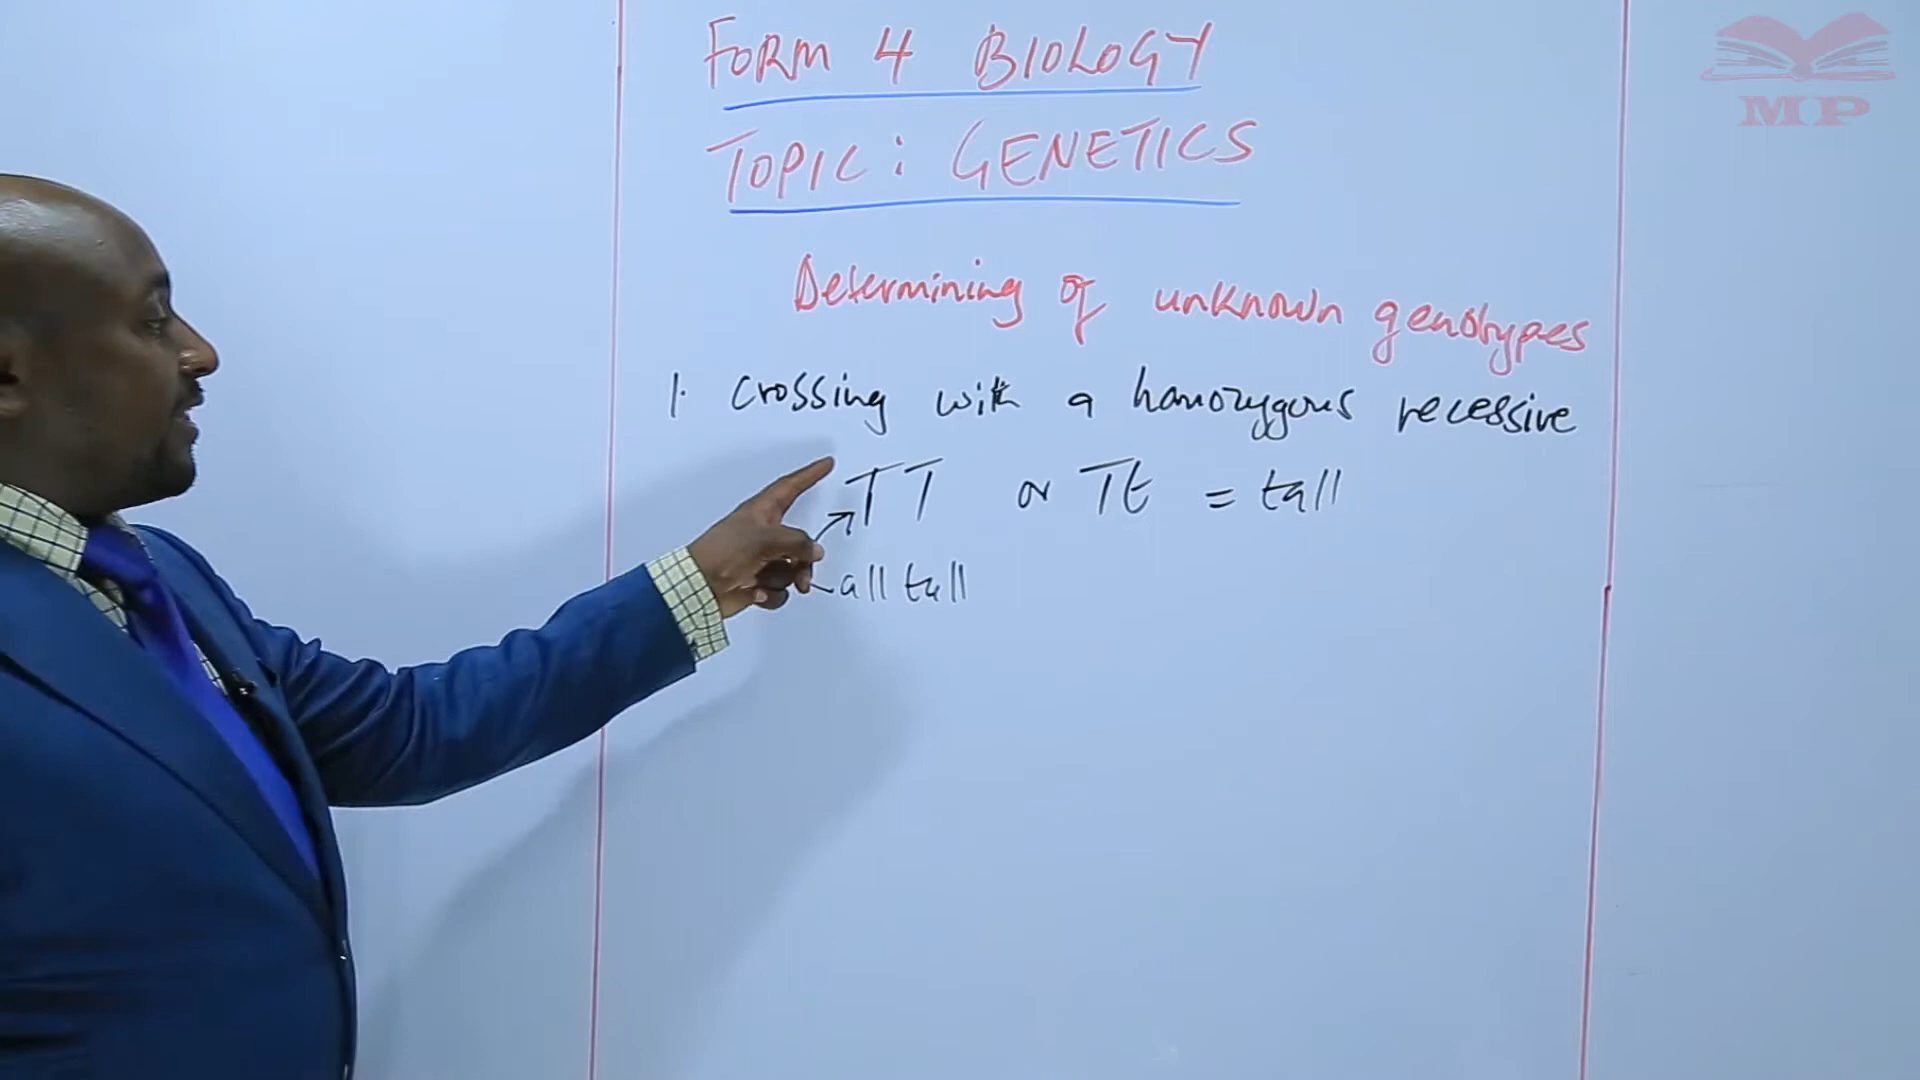 FORM 4 BIOLOGY
MP
TOPIC: GENETICS
Determining of unknown genotypes
1. crossing with a homozygous recessive
TT or Tt = tall
all tall